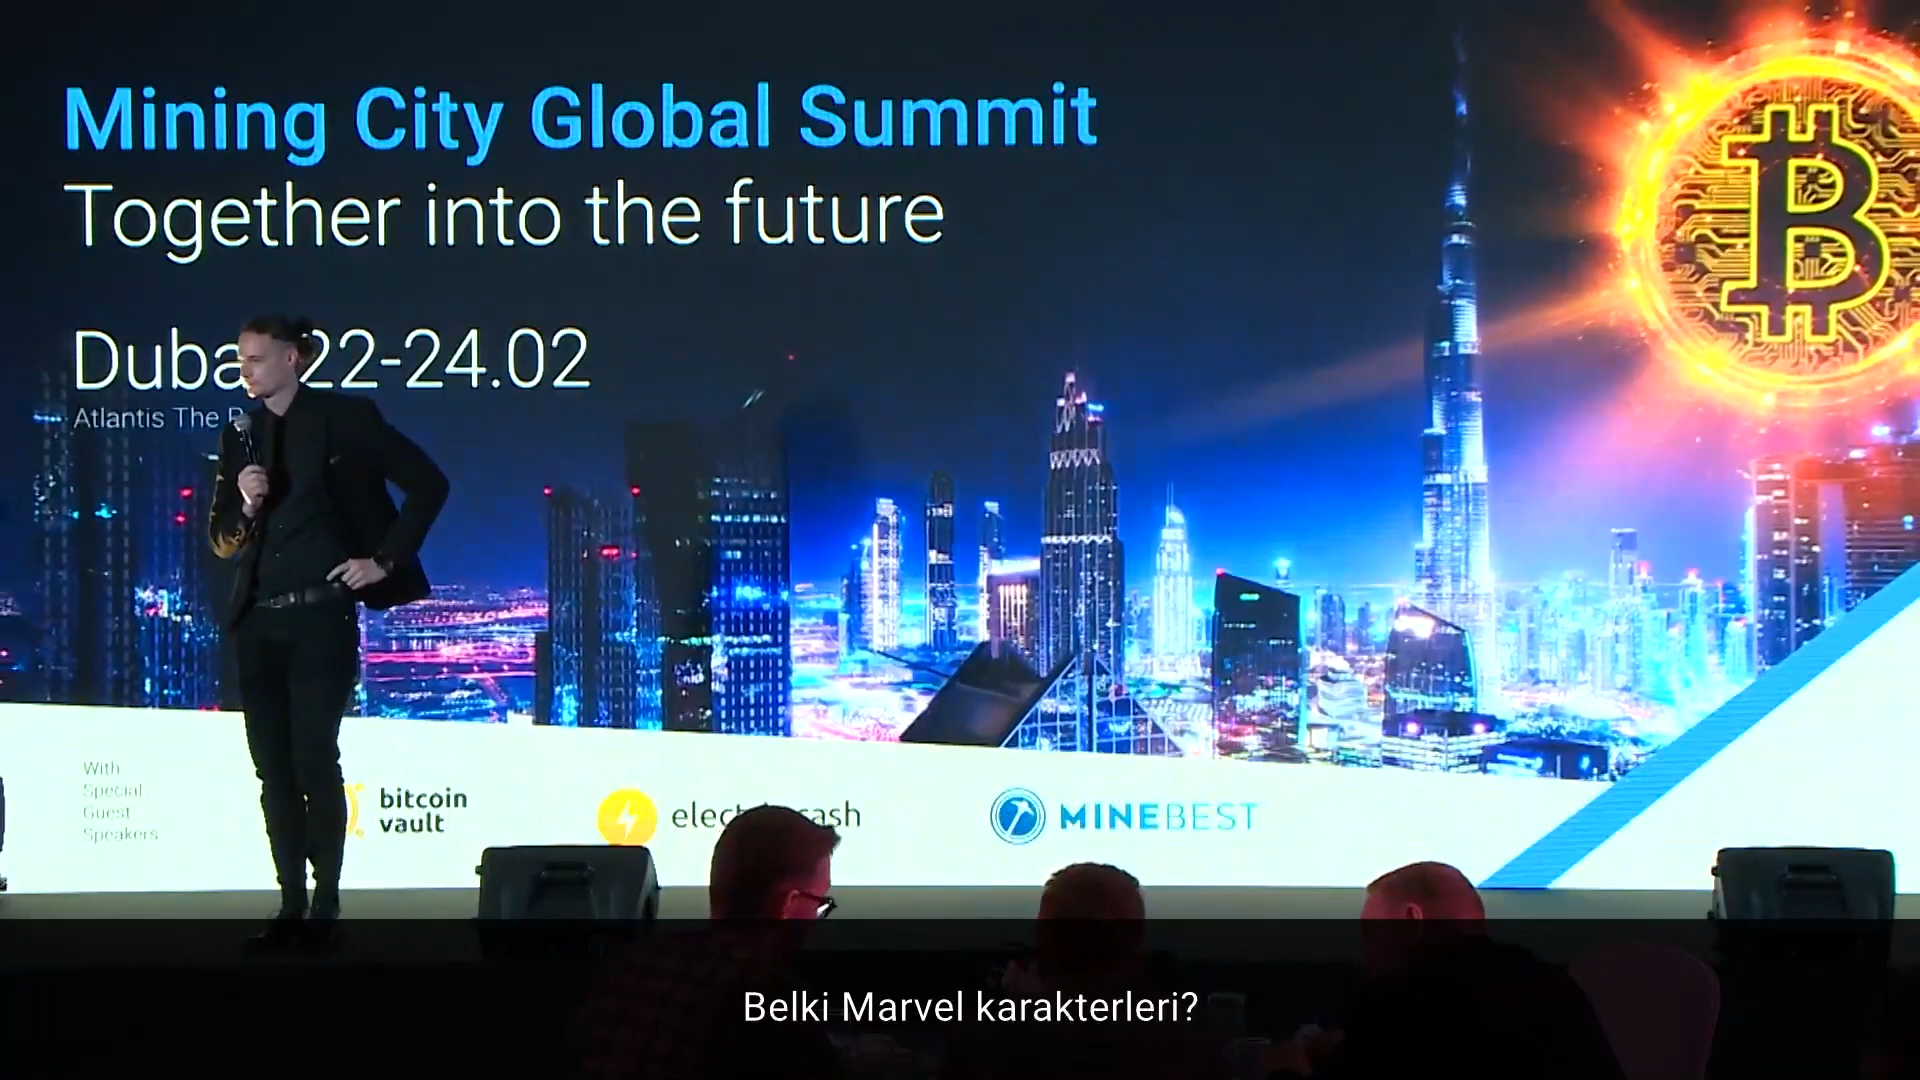 Mining City Global Summit
Together into the future
Duba 22-24.02
Atlantis The
With
Special
Guest
Speakers
bitcoin
vault
MINEBEST
Belki Marvel karakterleri?